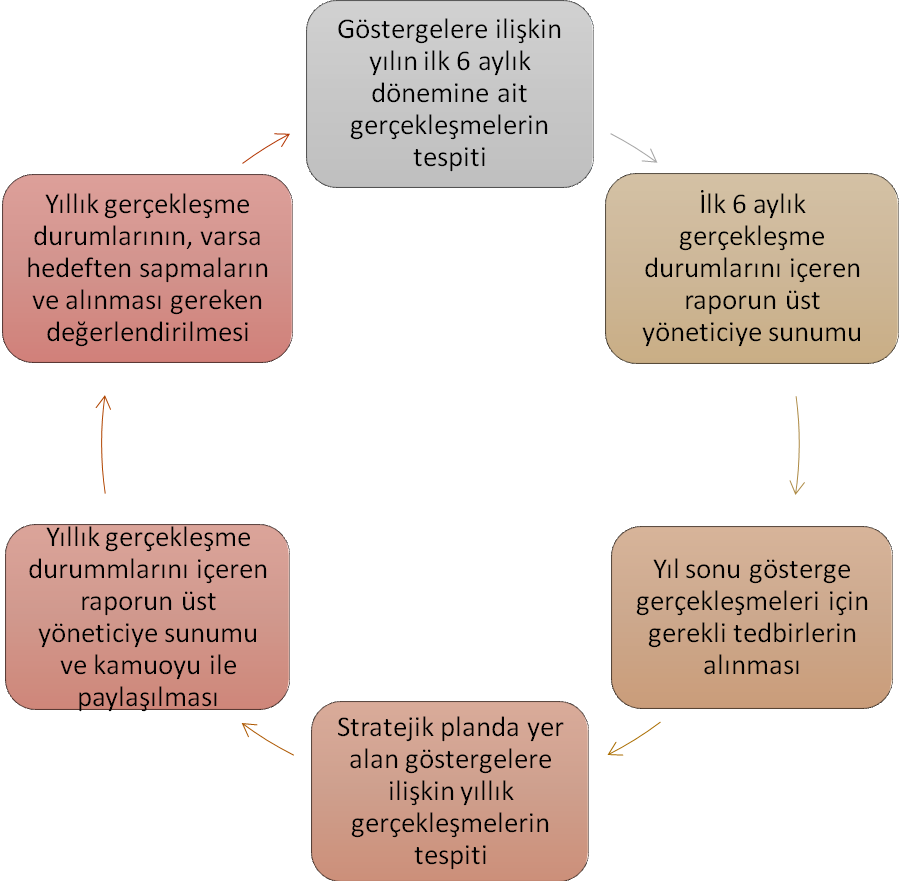 Göstergelere ilişkin
yılın ilk 6 aylık
dönemine ait
gerçekleşmelerin
tespiti
İlk 6 aylık
gerçekleşme
durumlarını içeren
raporun üst
yöneticiye sunumu
Yıl sonu gösterge
gerçekleşmeleri için
gerekli tedbirlerin
alınması
Stratejik planda yer
alan göstergelere
ilişkin yıllık
gerçekleşmelerin
tespiti
Yıllık gerçekleşme
durummlarını içeren
raporun üst
yöneticiye sunumu
ve kamuoyu ile
paylaşılması
Yıllık gerçekleşme
durumlarının, varsa
hedeften sapmaların
ve alınması gereken
değerlendirilmesi